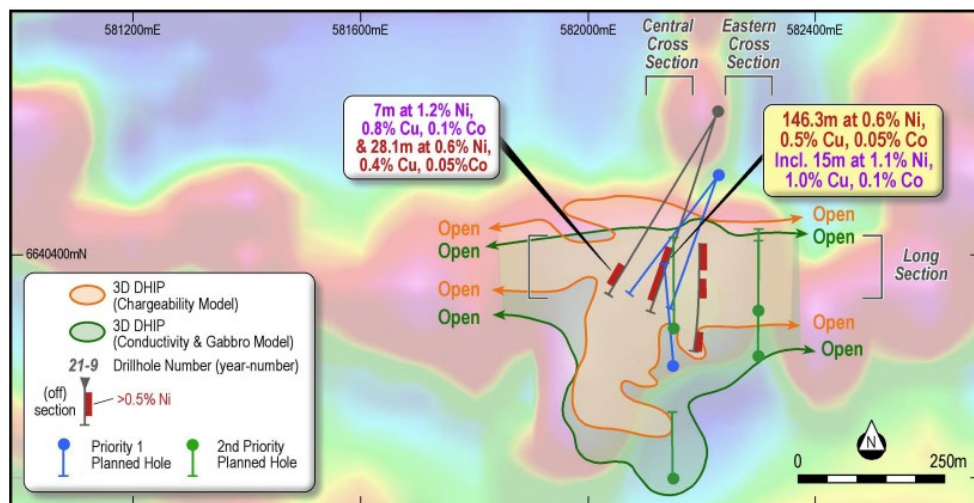 581200mE
581600mE
582000mE
582400mE
Central
Cross
Section
Eastern
Cross
Section
7m at 1.2% Ni,
0.8% Cu, 0.1% Co
& 28.1m at 0.6% Ni,
0.4% Cu, 0.05%Co
146.3m at 0.6% Ni,
0.5% Cu, 0.05% Co
Incl. 15m at 1.1% Ni,
1.0% Cu, 0.1% Co
Open
Open
Open
Open
Open
Open
Open
Open
6640400mN
Long
Section
3D DHIP
(Chargeability Model)
3D DHIP
(Conductivity & Gabbro Model)
21-9 Drillhole Number (year-number)
(off)
section
>0.5% Ni
Priority 1
Planned Hole
2nd Priority
Planned Hole
N
0 250m